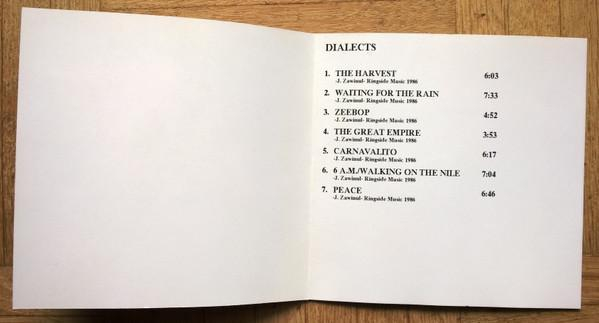 DIALECTS
1. THE HARVEST 6:03
-J. Zawinul- Ringside Music 1986
2. WAITING FOR THE RAIN 7:33
-J. Zawinul- Ringside Music 1986
3. ZEEBOP 4:52
-J. Zawinul- Ringside Music 1986
4. THE GREAT EMPIRE 3:53
-J. Zawinul- Ringside Music 1986
5. CARNAVALITO 6:17
-J. Zawinul- Ringside Music 1986
6. 6 A.M./WALKING ON THE NILE 7:04
-J. Zawinul- Ringside Music 1986
7. PEACE 6:46
-J. Zawinul- Ringside Music 1986